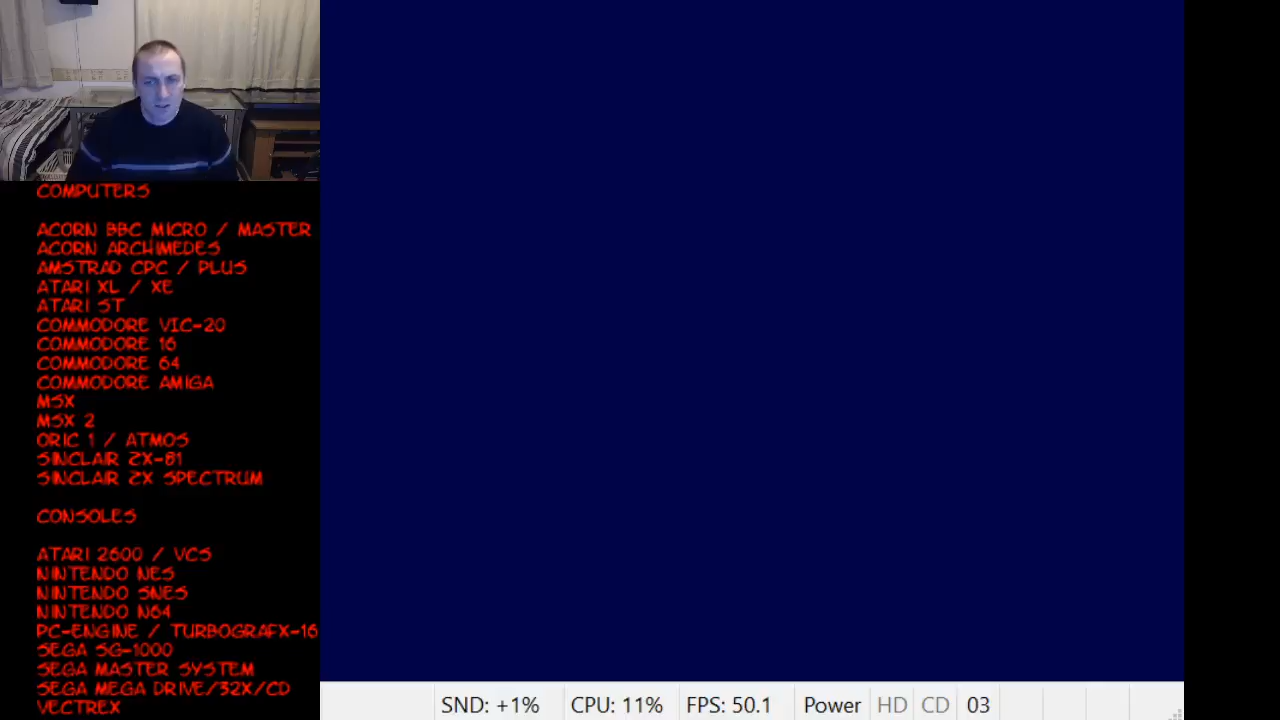 COMPUTERS
ACORN BBC MICRO / MASTER
ACORN ARCHIMEDES
AMSTRAD CPC / PLUS
ATARI XL / XE
ATARI ST
COMMODORE VIC-20
COMMODORE 16
COMMODORE 64
COMMODORE AMIGA
MSX
MSX 2
ORIC 1 / ATMOS
SINCLAIR ZX-81
SINCLAIR ZX SPECTRUM
CONSOLES
ATARI 2600 / VCS
NINTENDO NES
NINTENDO SNES
NINTENDO N64
PC-ENGINE / TURBOGRAFX-16
SEGA SG-1000
SEGA MASTER SYSTEM
SEGA MEGA DRIVE/32X/CD
VECTREX
SND: +1% CPU: 11% FPS: 50.1 Power HD CD 03